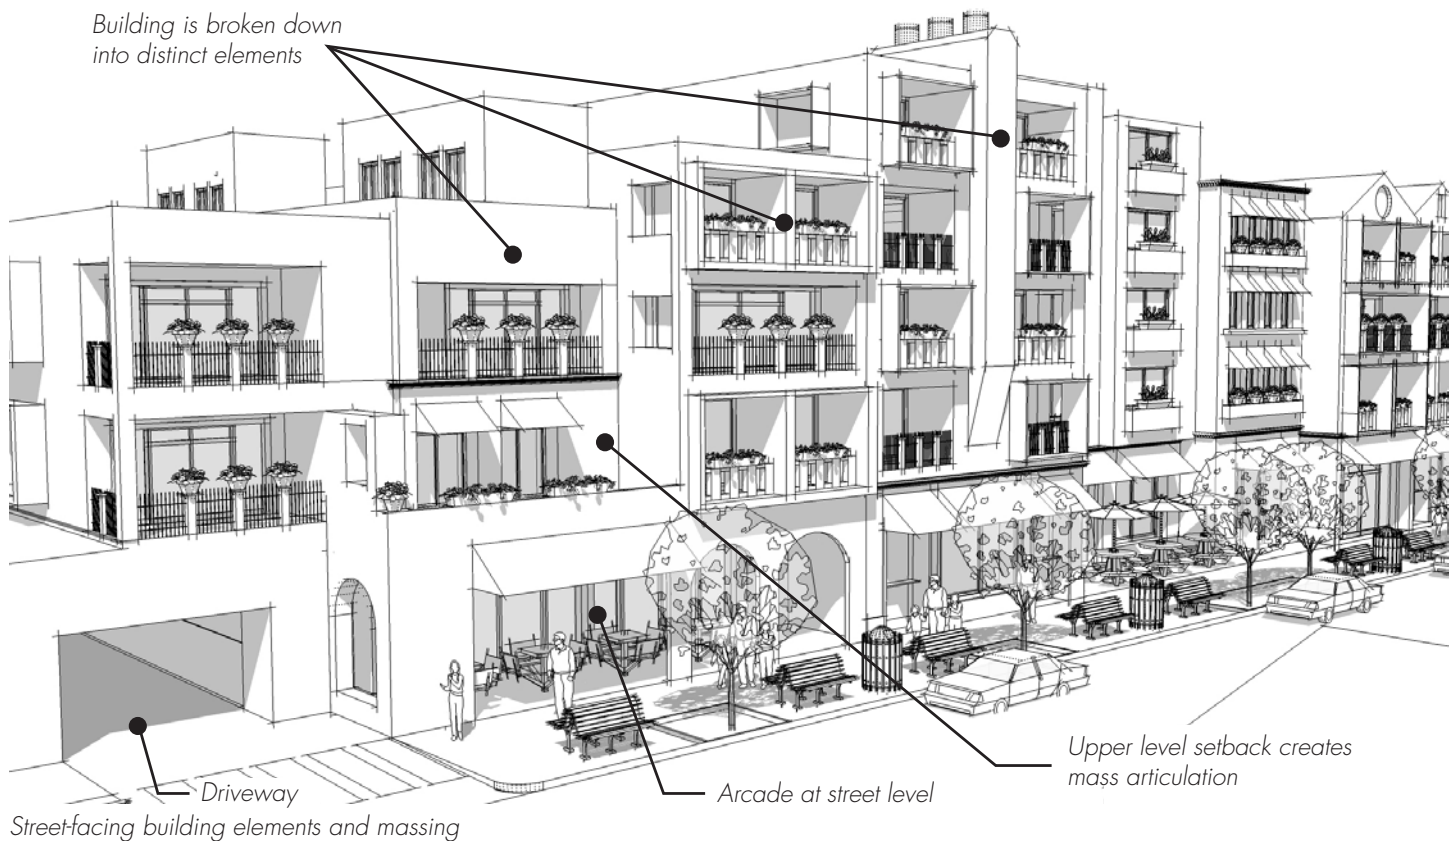 Building is broken down
into distinct elements
Upper level setback creates
mass articulation
Driveway
Arcade at street level
Street-facing building elements and massing